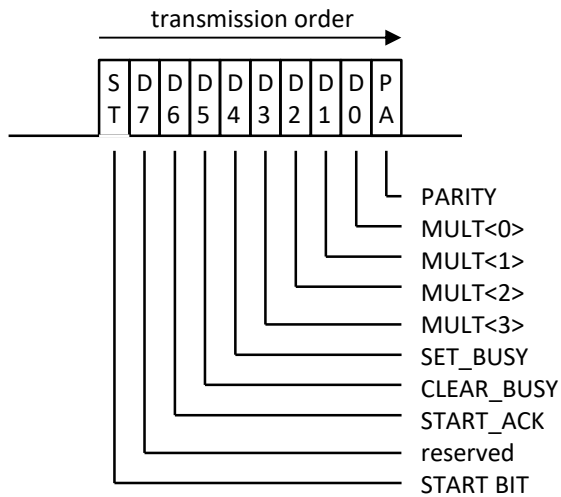 transmission order
S D D D D D D D D P
T 7 6 5 4 3 2 1 0 A
PARITY
MULT<0>
MULT<1>
MULT<2>
MULT<3>
SET_BUSY
CLEAR_BUSY
START_ACK
reserved
START BIT